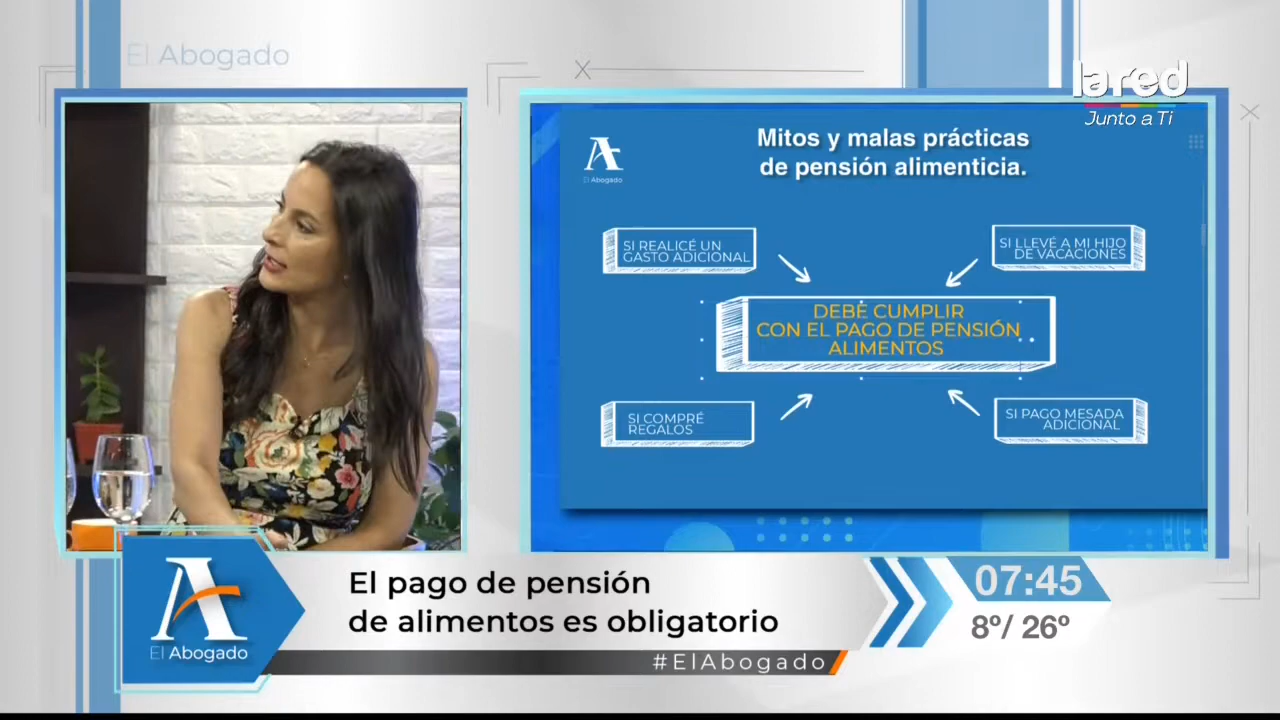 El Abogado
lared
Junto a Ti
Mitos y malas prácticas
de pensión alimenticia.
El Abogado
SI REALICÉ UN
GASTO ADICIONAL
SI LLEVÉ A MI HIJO
DE VACACIONES
DEBE CUMPLIR
CON EL PAGO DE PENSIÓN
ALIMENTOS
SI COMPRÉ
REGALOS
SI PAGO MESADA
ADICIONAL
El pago de pensión
de alimentos es obligatorio
07:45
8º/ 26º
El Abogado
#ElAbogado